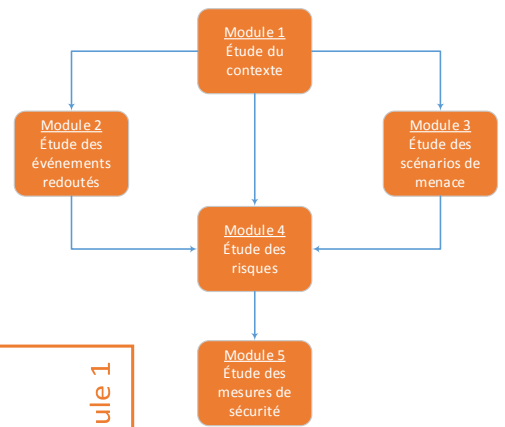 Module 1
Étude du
contexte
Module 2
Étude des
événements
redoutés
Module 3
Étude des
scénarios de
menace
Module 4
Étude des
risques
Module 5
Étude des
mesures de
sécurité
ule 1